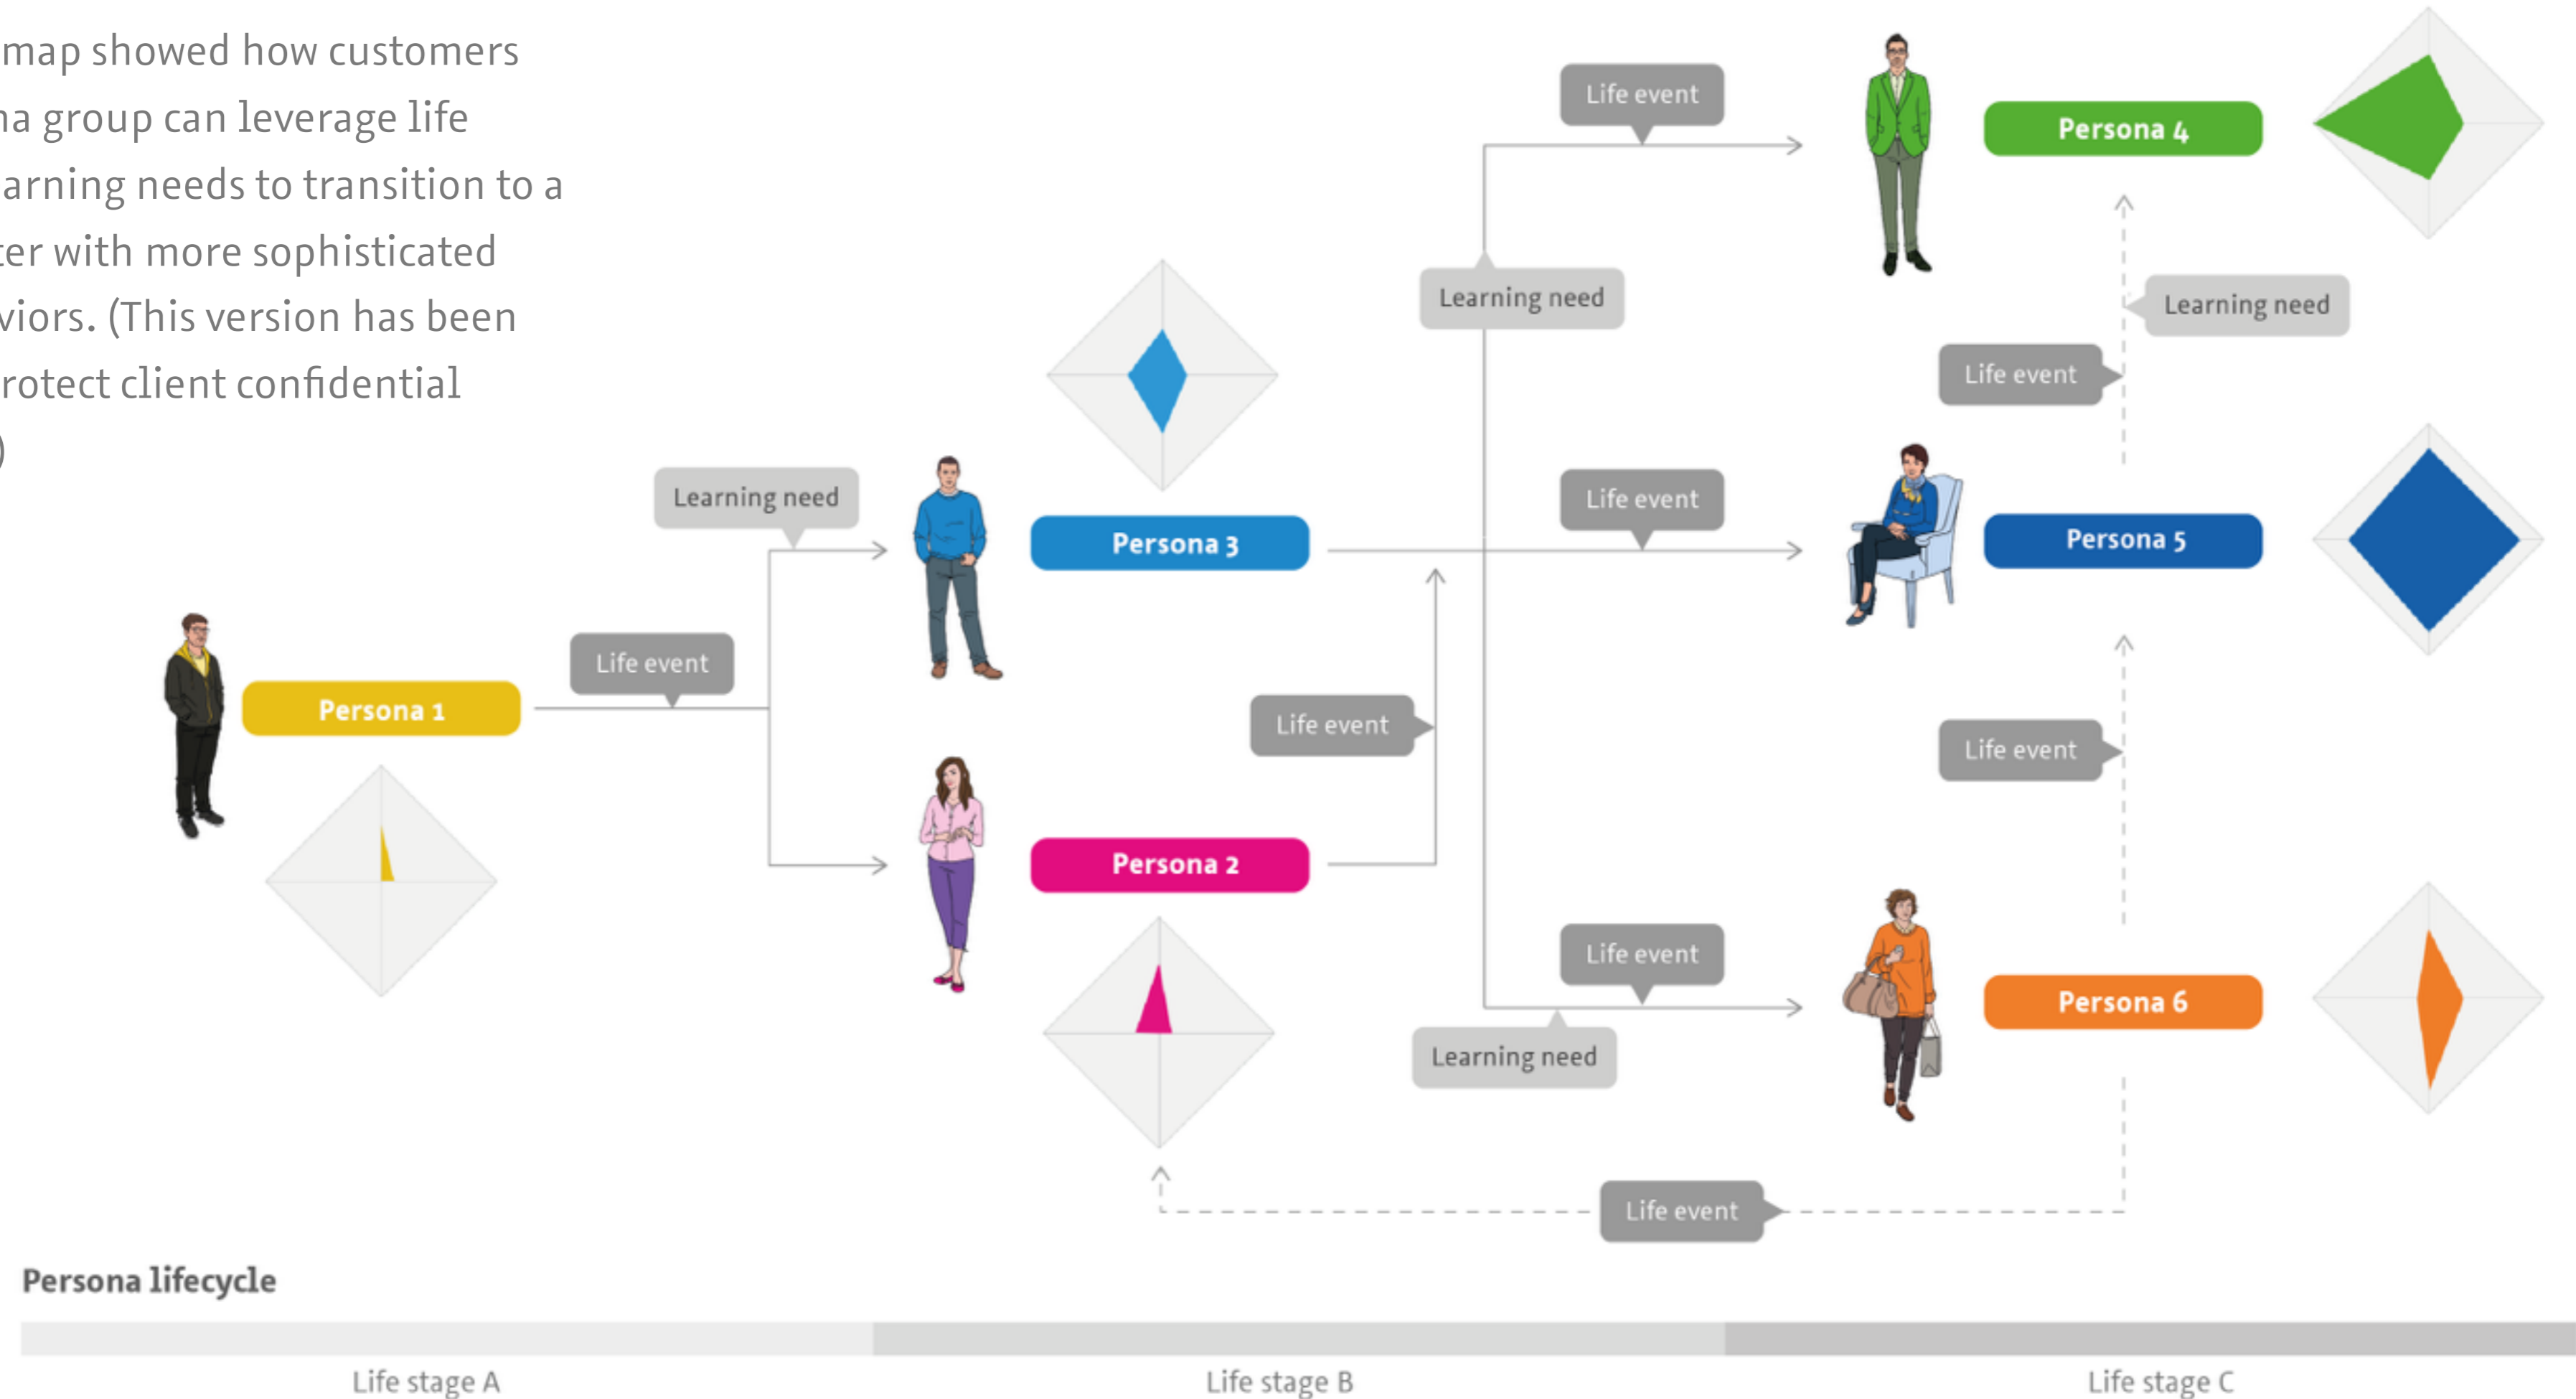 map showed how customers
na group can leverage life
arning needs to transition to a
ter with more sophisticated
viors. (This version has been
rotect client confidential
)
Life event
Persona 4
Learning need
Learning need
Life event
Learning need
Life event
Persona 3
Persona 5
Life event
Persona 1
Life event
Life event
Persona 2
Life event
Persona 6
Learning need
Life event
Persona lifecycle
Life stage A
Life stage B
Life stage C